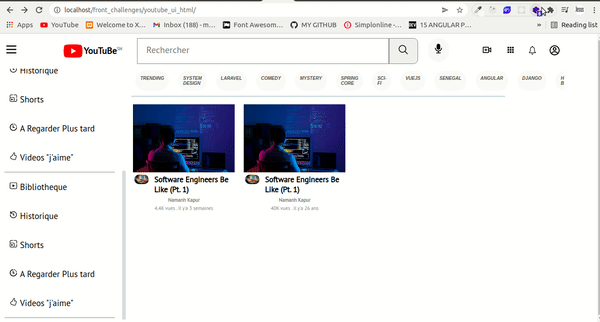 localhost/front_challenges/youtube_ui_html/
Apps YouTube Welcome to X... Inbox (188) - m... Font Awesom... MY GITHUB Simplonline - ... 15 ANGULAR P... » Reading list
YouTube SN Rechercher
TRENDING SYSTEM DESIGN LARAVEL COMEDY MYSTERY SPRING CORE SCI-FI VUEJS SENEGAL ANGULAR DJANGO H B
Historique
Shorts
A Regarder Plus tard
Videos "j'aime"
Bibliotheque
Historique
Shorts
A Regarder Plus tard
Videos "j'aime"
Software Engineers Be
Like (Pt. 1)
Namanh Kapur
4.4K vues . il y'a 5 semaines
Software Engineers Be
Like (Pt. 1)
Namanh Kapur
40K vues . il y'a 26 ans